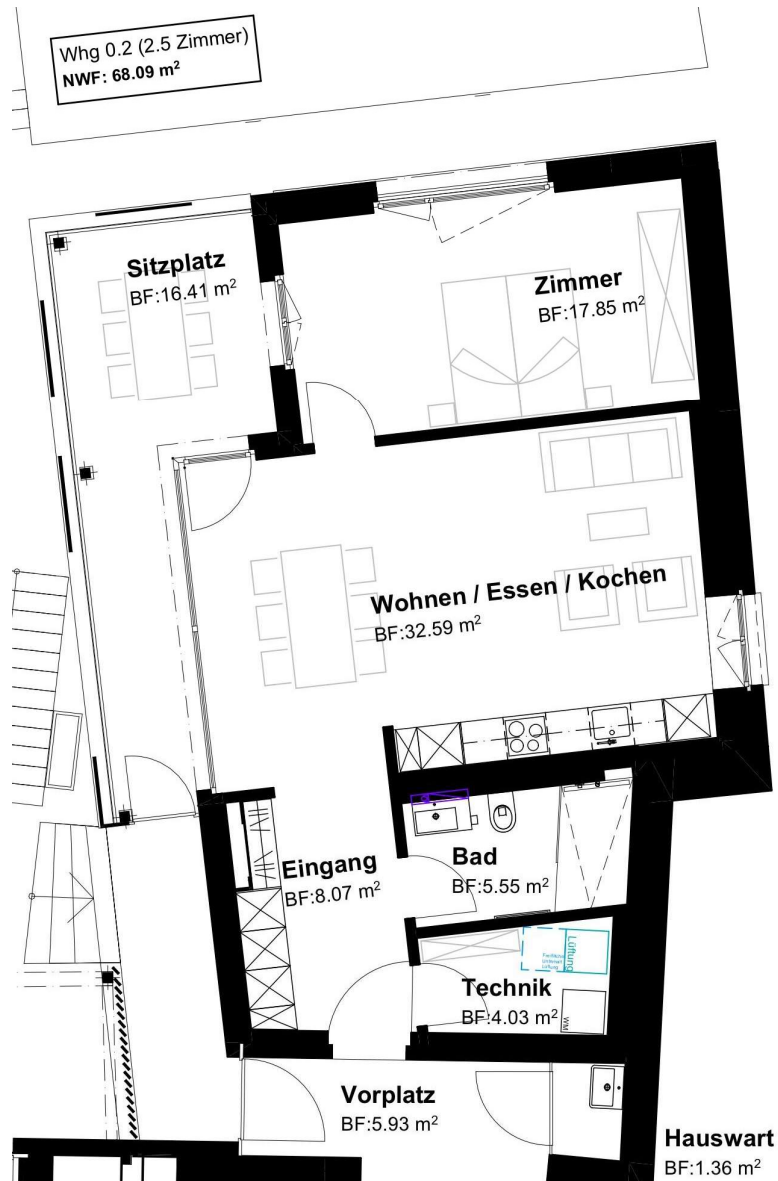 Whg 0.2 (2.5 Zimmer)
NWF: 68.09 m²
Sitzplatz
BF:16.41 m²
Zimmer
BF:17.85 m²
Wohnen / Essen / Kochen
BF:32.59 m²
Eingang
BF:8.07 m²
Bad
BF:5.55 m²
Lüftung
Technik
BF:4.03 m²
WM
Vorplatz
BF:5.93 m²
Hauswart
BF:1.36 m²